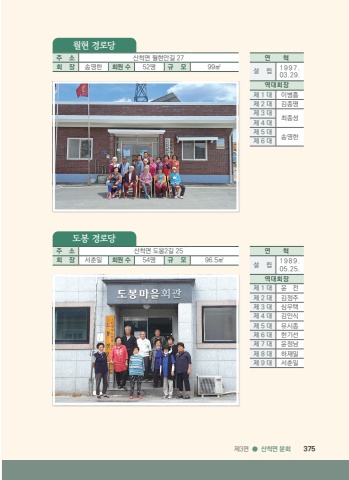 월현 경로당
주 소 산척면 월현안길 27
회 장 송영한 회원 수 52명 규 모 99㎡
연 혁
설 립 1997. 03.29.
역대회장
제 1 대 이병흠
제 2 대 김종명
제 3 대
제 4 대 최종성
제 5 대
제 6 대 송영한
도봉 경로당
주 소 산척면 도봉2길 25
회 장 서춘일 회원 수 54명 규 모 96.5㎡
도봉마을회관
연 혁
설 립 1989. 05.25.
역대회장
제 1 대 윤 전
제 2 대 김정주
제 3 대 심우택
제 4 대 김인식
제 5 대 유시종
제 6 대 한기선
제 7 대 윤정남
제 8 대 허재일
제 9 대 서춘일
제3편 ● 산척면 문화 375